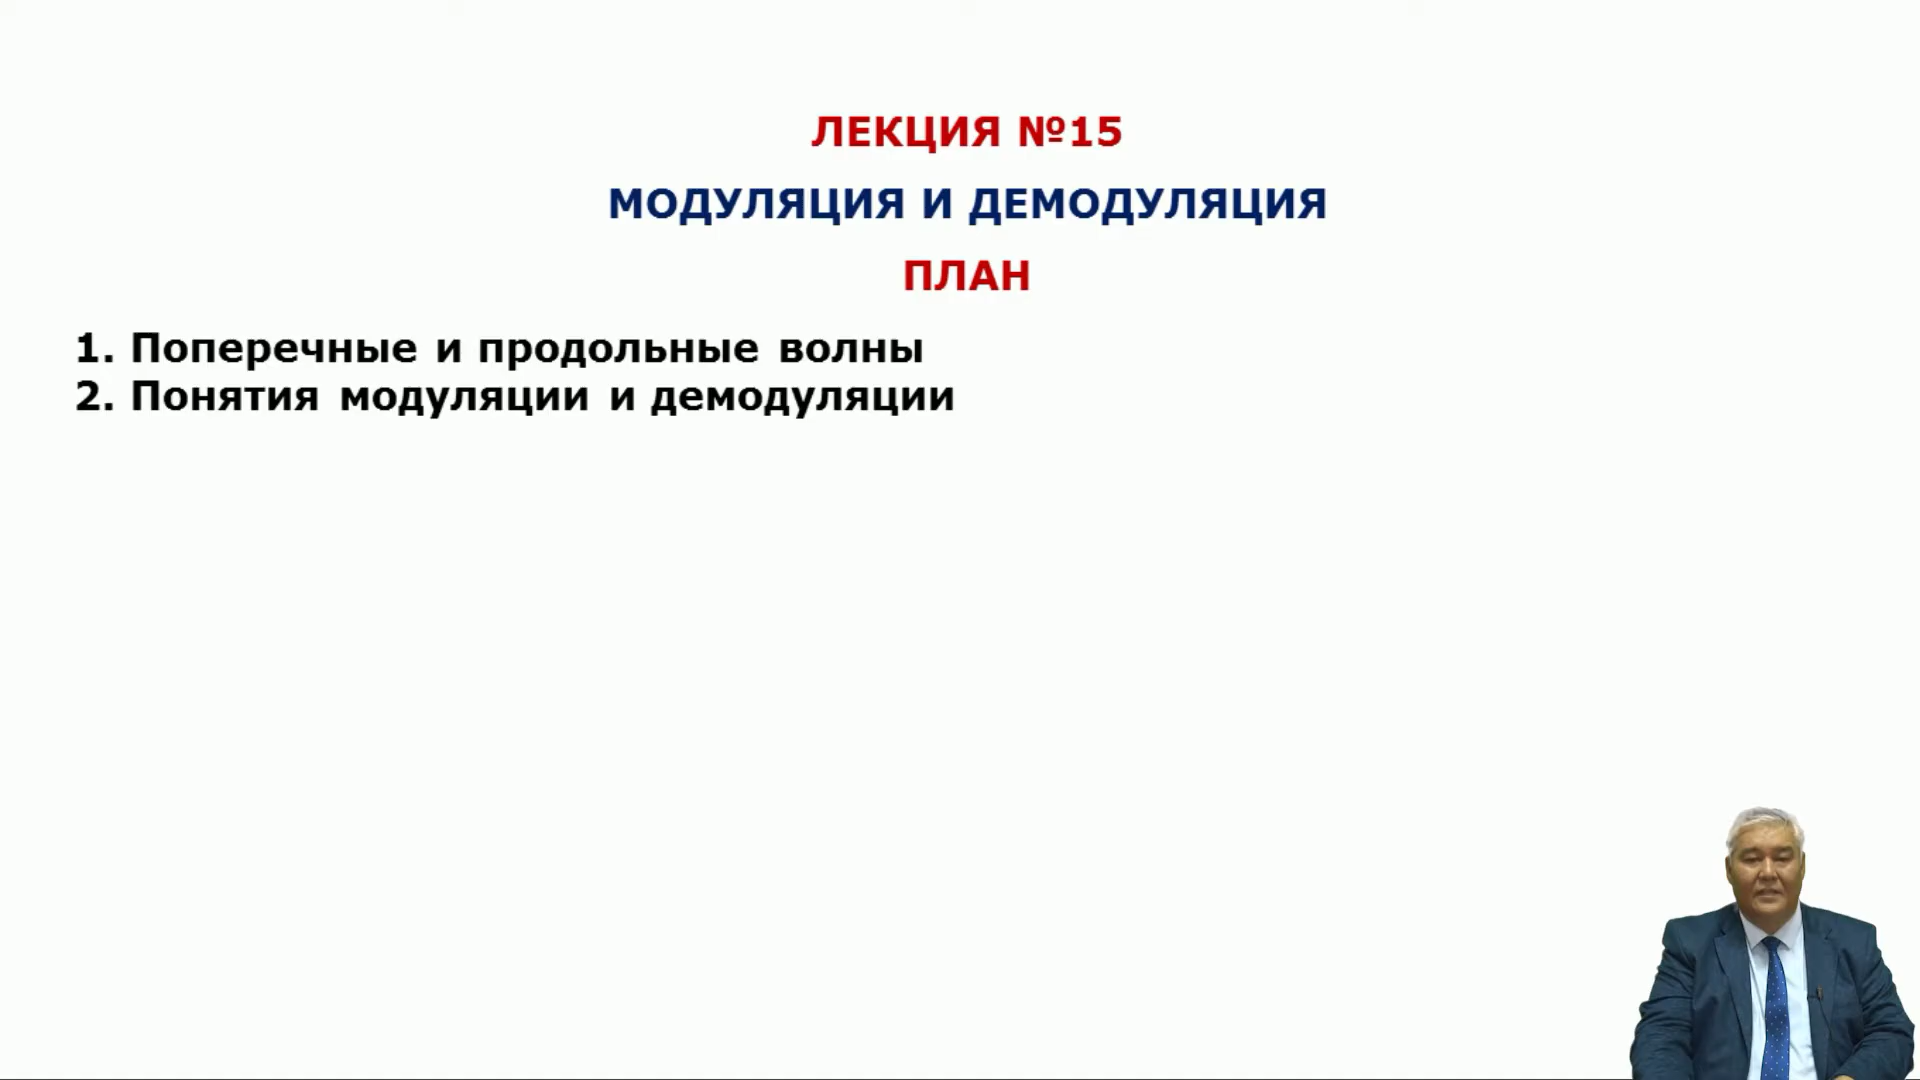 ЛЕКЦИЯ №15
МОДУЛЯЦИЯ И ДЕМОДУЛЯЦИЯ
ПЛАН
1. Поперечные и продольные волны
2. Понятия модуляции и демодуляции